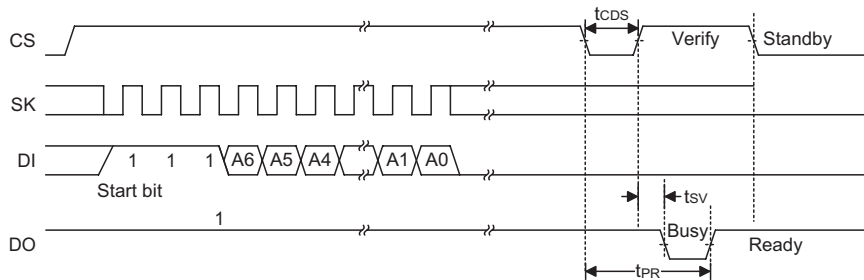 tCDS
CS Verify Standby
SK
DI 1 1 1 A6 A5 A4 A1 A0
Start bit
tSV
1
Busy
DO Ready
tPR